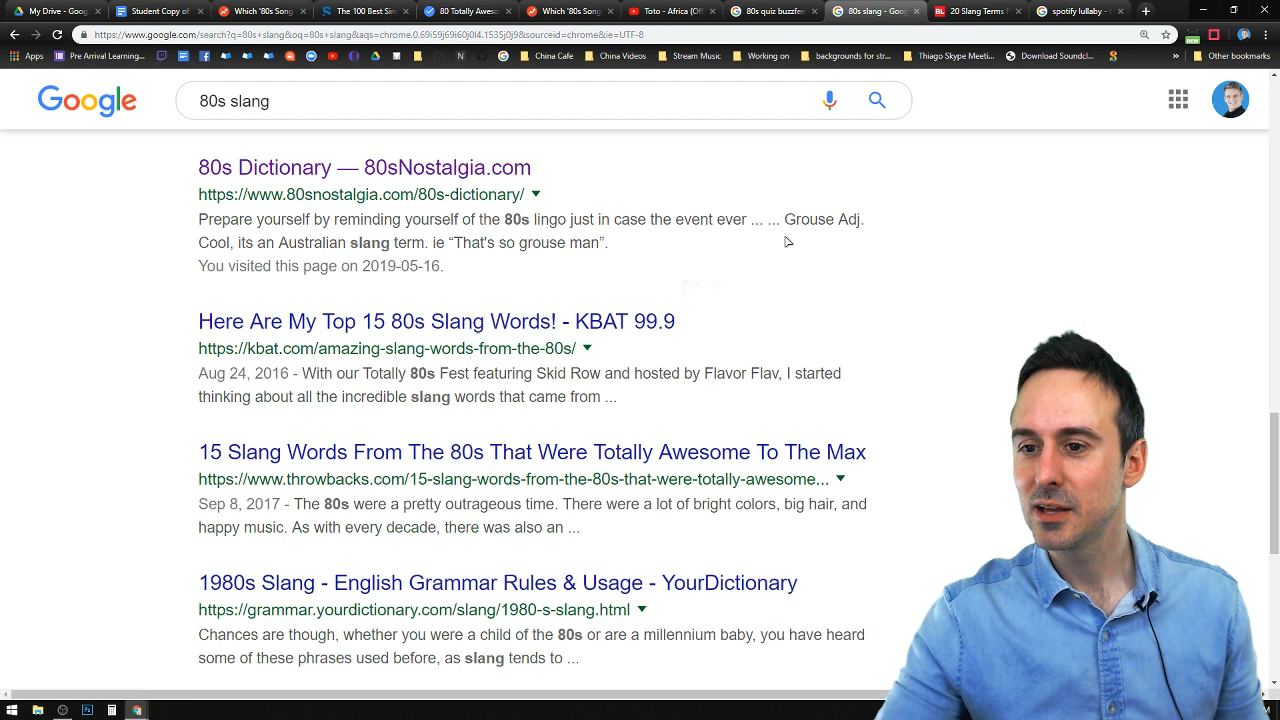 My Drive - Goo
Student Copy of
Which '80s Song
The 100 Best Sin
80 Totally Aweso
Which '80s Song
Toto - Africa (Of
80s quiz buzzfee
80s slang - Goo
20 Slang Terms F
spotify lullaby -
https://www.google.com/search?q=80s+slang&oq=80s+slang&aqs=chrome.0.69i59j69i60j0l4.1535j0j9&sourceid=chrome&ie=UTF-8
Apps
Pre Arrival Learning...
China Cafe
China Videos
Stream Music
Working on
backgrounds for str
Thiago Skype Meeti...
Download Soundcl...
»
Other bookmarks
Google
80s slang
80s Dictionary — 80sNostalgia.com
https://www.80snostalgia.com/80s-dictionary/
Prepare yourself by reminding yourself of the 80s lingo just in case the event ever ... ... Grouse Adj.
Cool, its an Australian slang term. ie “That's so grouse man”.
You visited this page on 2019-05-16.
Here Are My Top 15 80s Slang Words! - KBAT 99.9
https://kbat.com/amazing-slang-words-from-the-80s/
Aug 24, 2016 - With our Totally 80s Fest featuring Skid Row and hosted by Flavor Flav, I started
thinking about all the incredible slang words that came from ...
15 Slang Words From The 80s That Were Totally Awesome To The Max
https://www.throwbacks.com/15-slang-words-from-the-80s-that-were-totally-awesome...
Sep 8, 2017 - The 80s were a pretty outrageous time. There were a lot of bright colors, big hair, and
happy music. As with every decade, there was also an ...
1980s Slang - English Grammar Rules & Usage - YourDictionary
https://grammar.yourdictionary.com/slang/1980-s-slang.html
Chances are though, whether you were a child of the 80s or are a millennium baby, you have heard
some of these phrases used before, as slang tends to ...